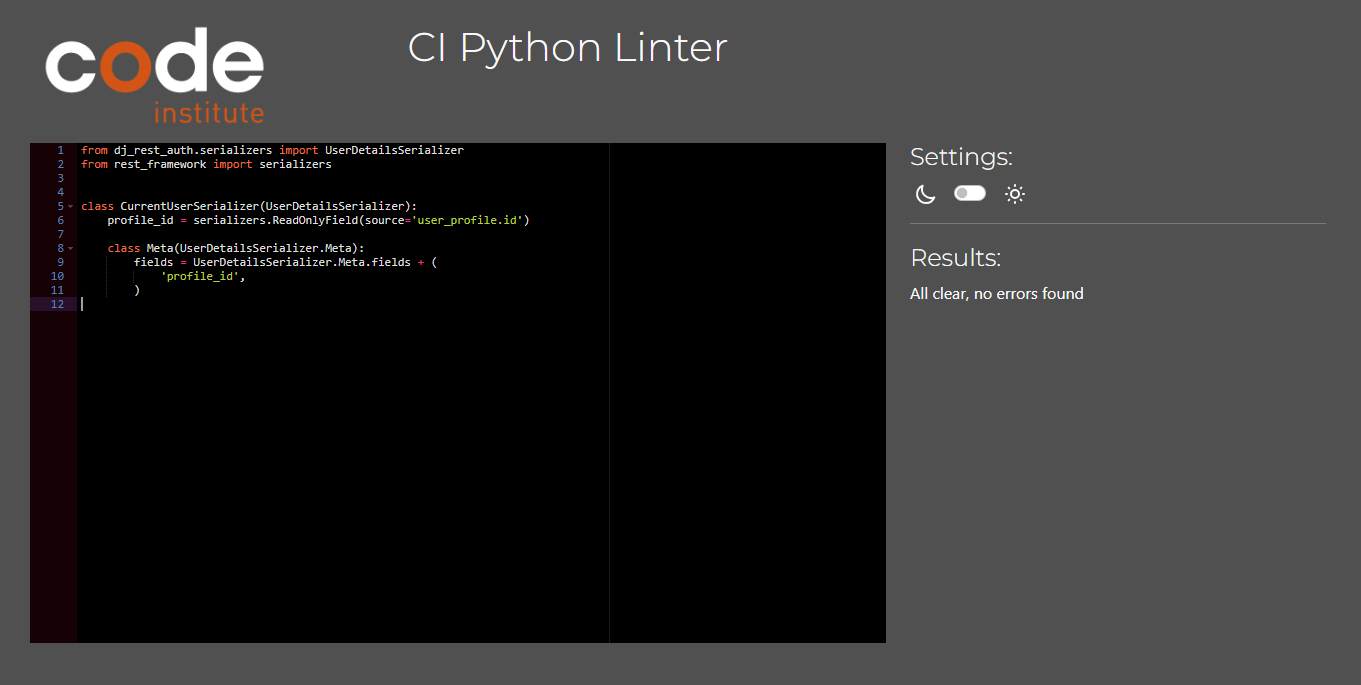 code
institute
CI Python Linter
1 from dj_rest_auth.serializers import UserDetailsSerializer
2 from rest_framework import serializers
3
4
5 class CurrentUserSerializer(UserDetailsSerializer):
6     profile_id = serializers.ReadOnlyField(source='user_profile.id')
7
8     class Meta(UserDetailsSerializer.Meta):
9         fields = UserDetailsSerializer.Meta.fields + (
10             'profile_id',
11         )
12
Settings:
Results:
All clear, no errors found